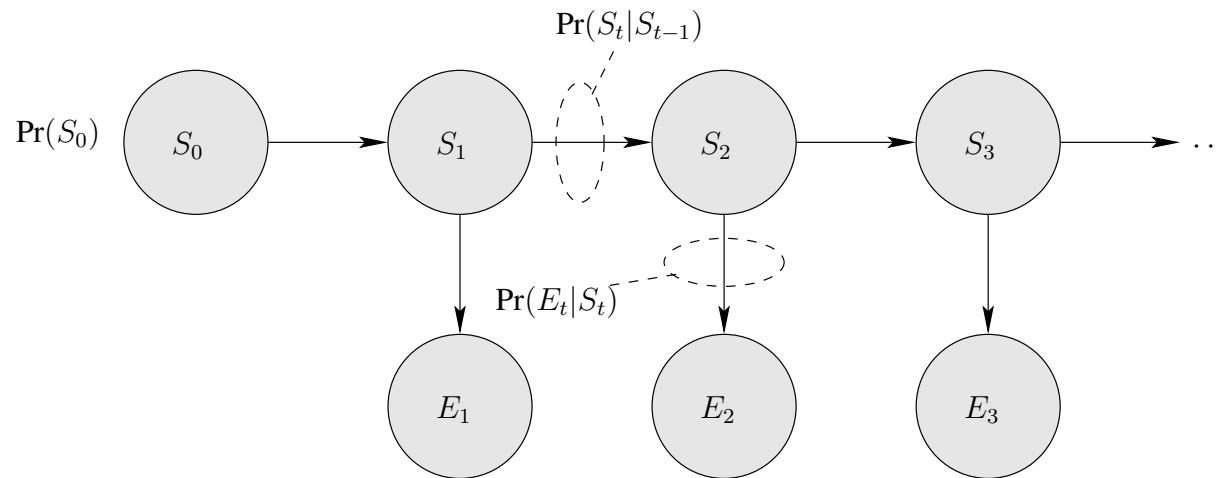 Pr(S_t|S_{t−1})
Pr(S_0)
S_0
S_1
S_2
S_3
. .
Pr(E_t|S_t)
E_1
E_2
E_3